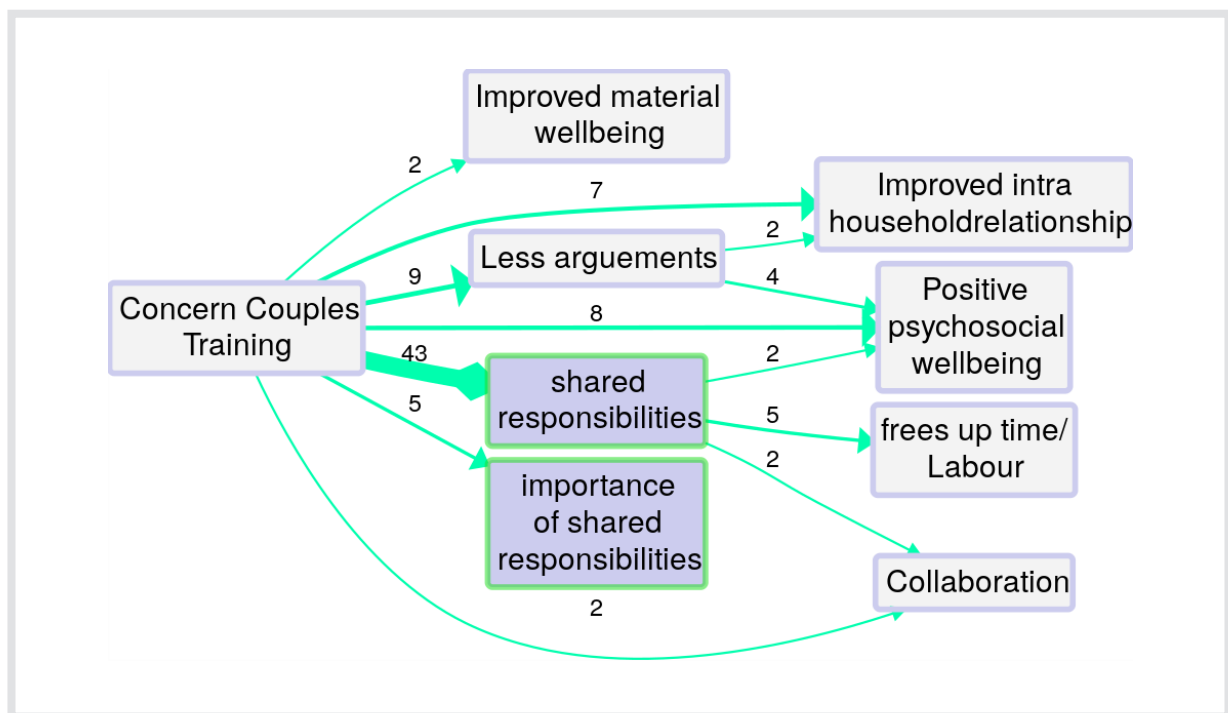 Improved material
wellbeing
2
7
Improved intra
householdrelationship
2
Less arguements
9
4
Concern Couples
Training
8
Positive
psychosocial
wellbeing
43
2
shared
responsibilities
5
5
frees up time/
Labour
2
importance
of shared
responsibilities
Collaboration
2